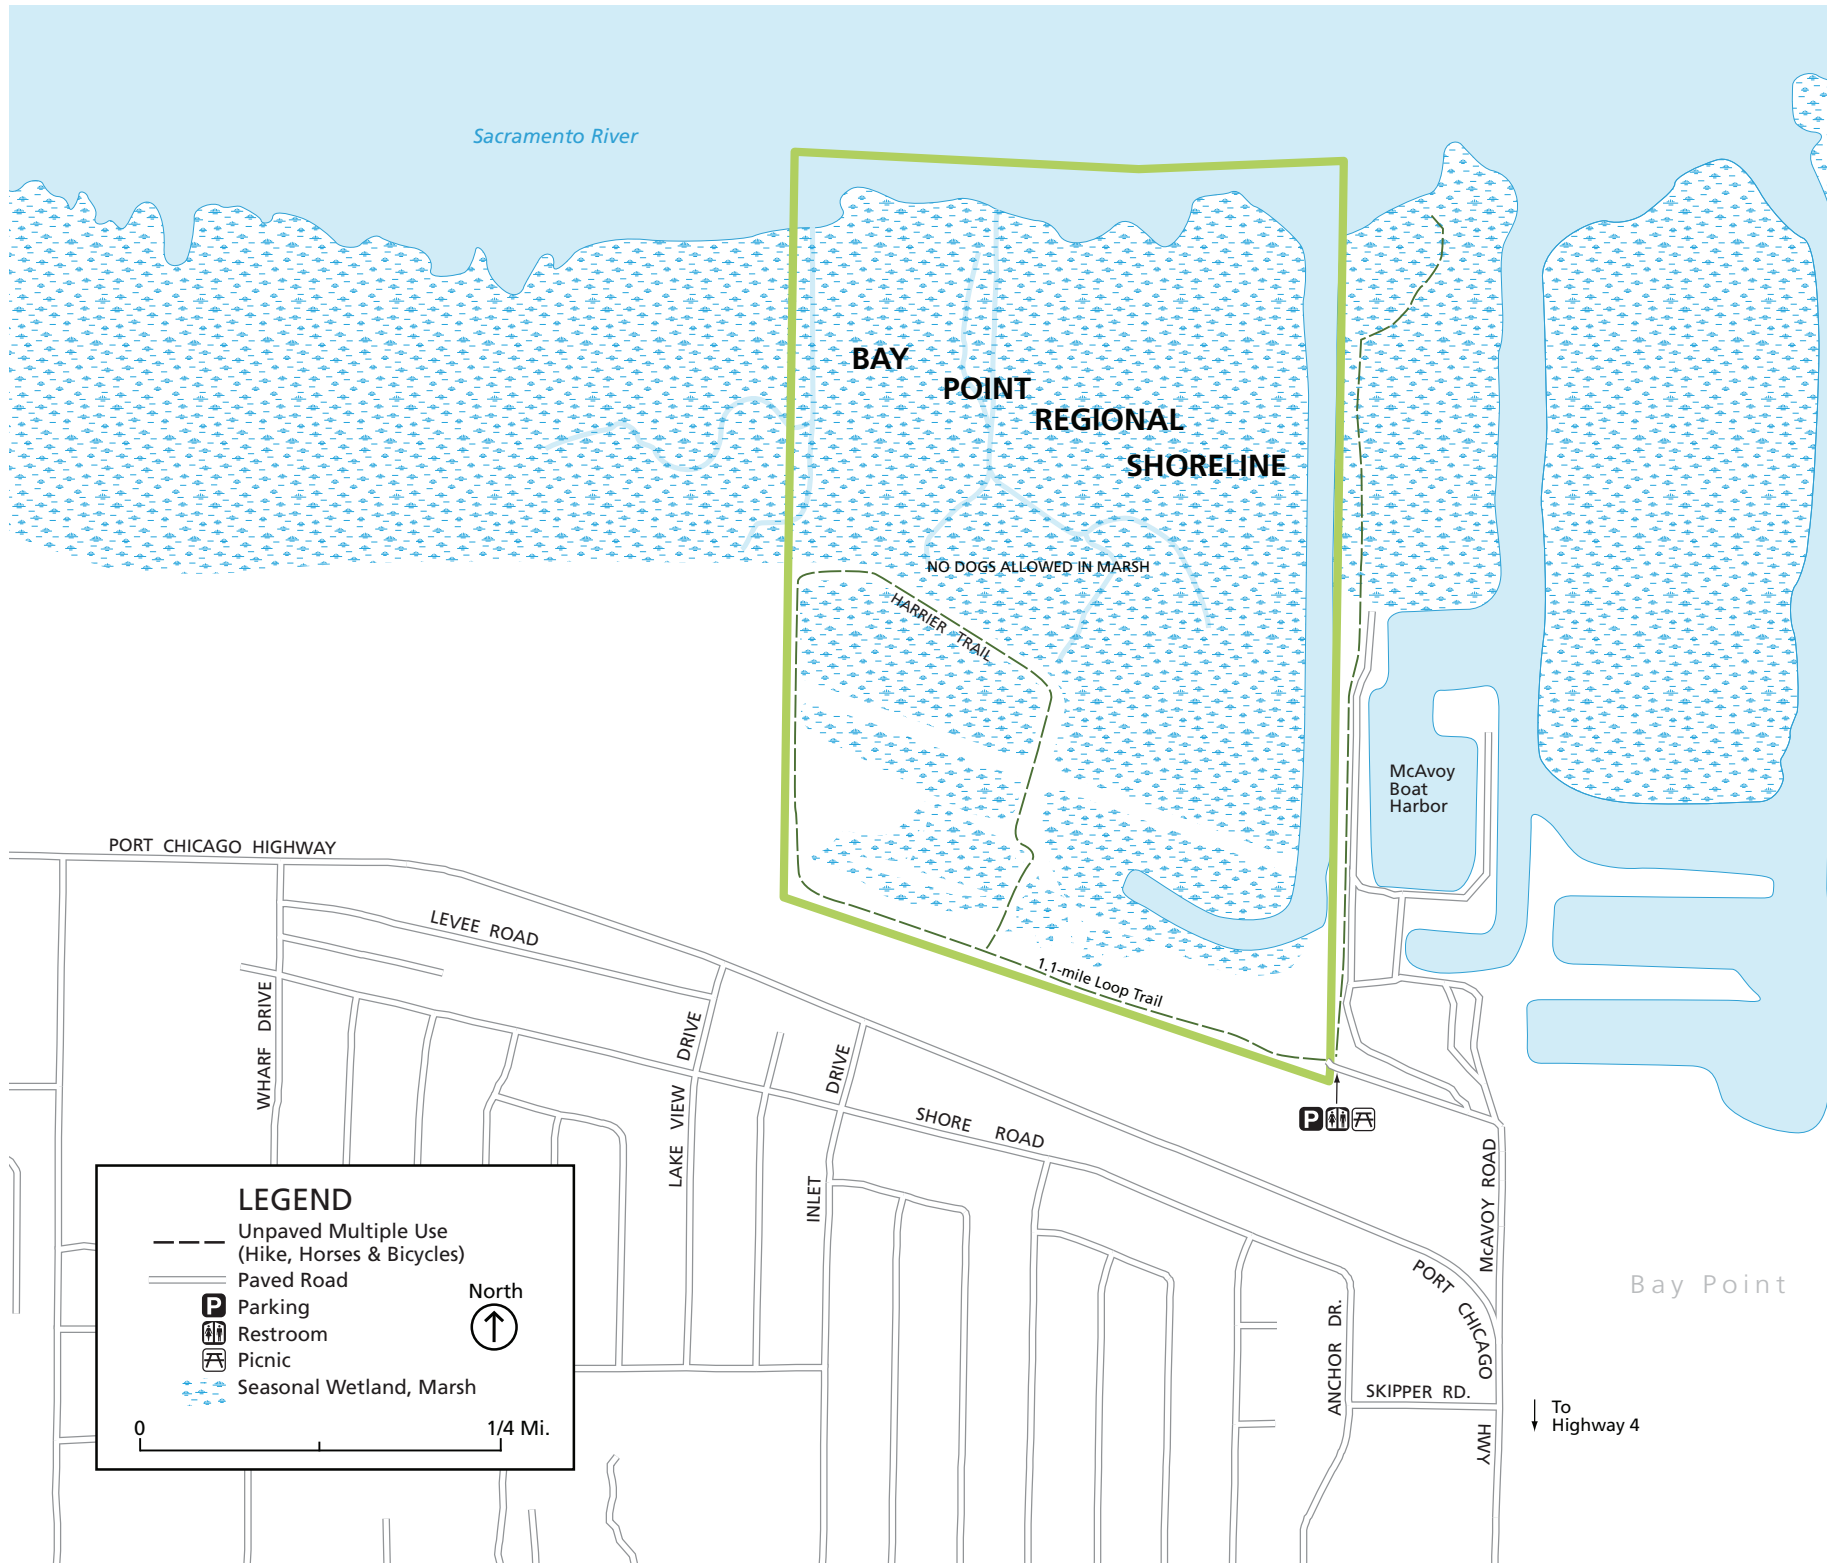 Sacramento River
BAY
POINT
REGIONAL
SHORELINE
NO DOGS ALLOWED IN MARSH
HARRIER TRAIL
McAvoy
Boat
Harbor
PORT CHICAGO HIGHWAY
LEVEE ROAD
1.1-mile Loop Trail
WHARF DRIVE
LAKE VIEW DRIVE
INLET DRIVE
SHORE ROAD
P
McAVOY ROAD
Bay Point
PORT CHICAGO HWY
ANCHOR DR.
SKIPPER RD.
To
Highway 4
LEGEND
Unpaved Multiple Use
(Hike, Horses & Bicycles)
Paved Road
P Parking
Restroom
Picnic
Seasonal Wetland, Marsh
North
0 1/4 Mi.